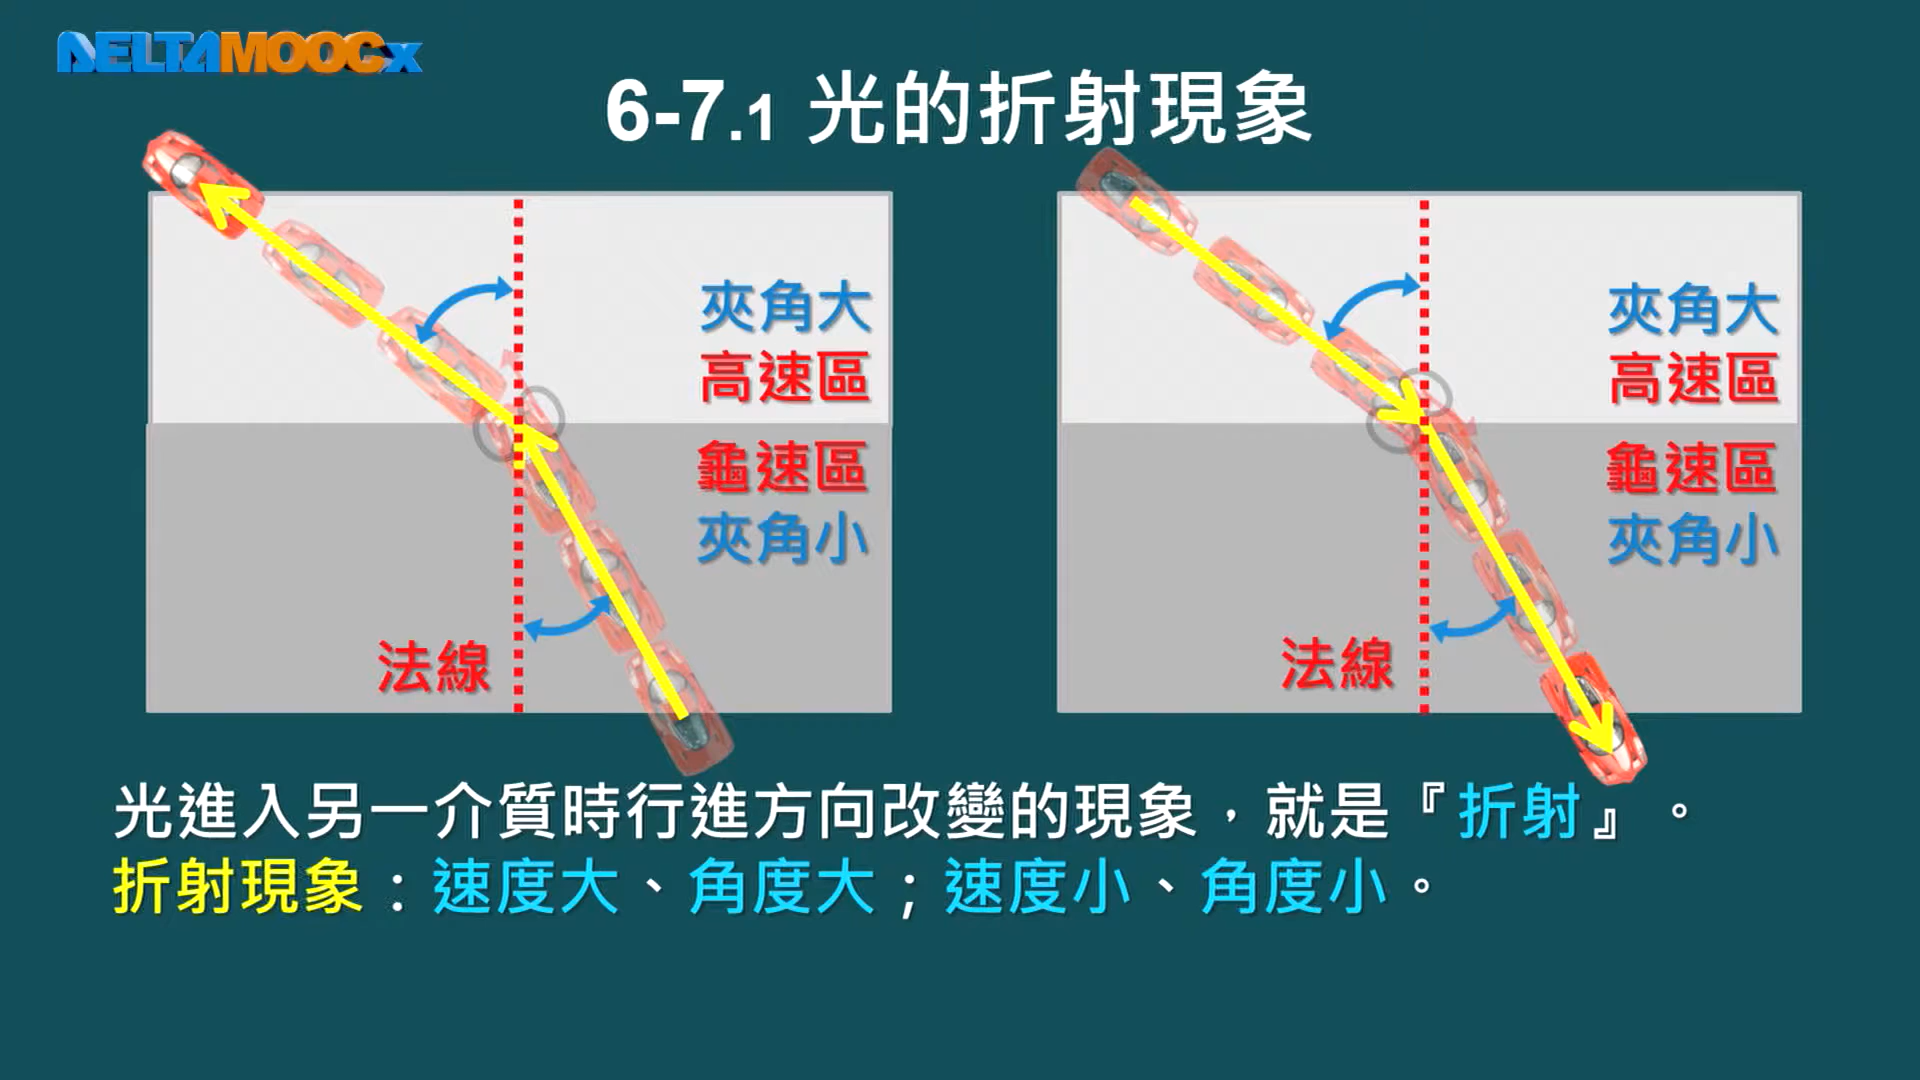 DELTAMOOCx
6-7.1 光的折射現象
夾角大
高速區
龜速區
夾角小
法線
夾角大
高速區
龜速區
夾角小
法線
光進入另一介質時行進方向改變的現象，就是『折射』。
折射現象：速度大、角度大；速度小、角度小。